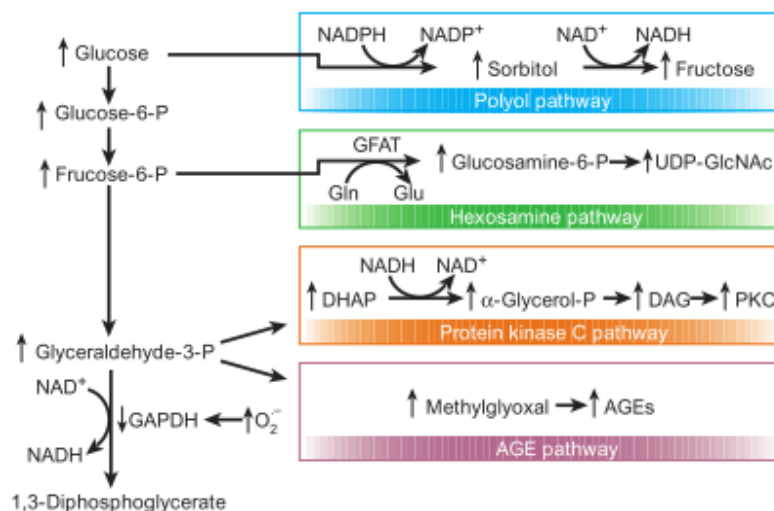 Glucose
Glucose-6-P
Frucose-6-P
Glyceraldehyde-3-P
NAD+
GAPDH
O2·−
NADH
1,3-Diphosphoglycerate
NADPH NADP+ NAD+ NADH
Sorbitol Fructose
Polyol pathway
GFAT
Glucosamine-6-P UDP-GlcNAc
Gln Glu
Hexosamine pathway
NADH NAD+
DHAP α-Glycerol-P DAG PKC
Protein kinase C pathway
Methylglyoxal AGEs
AGE pathway